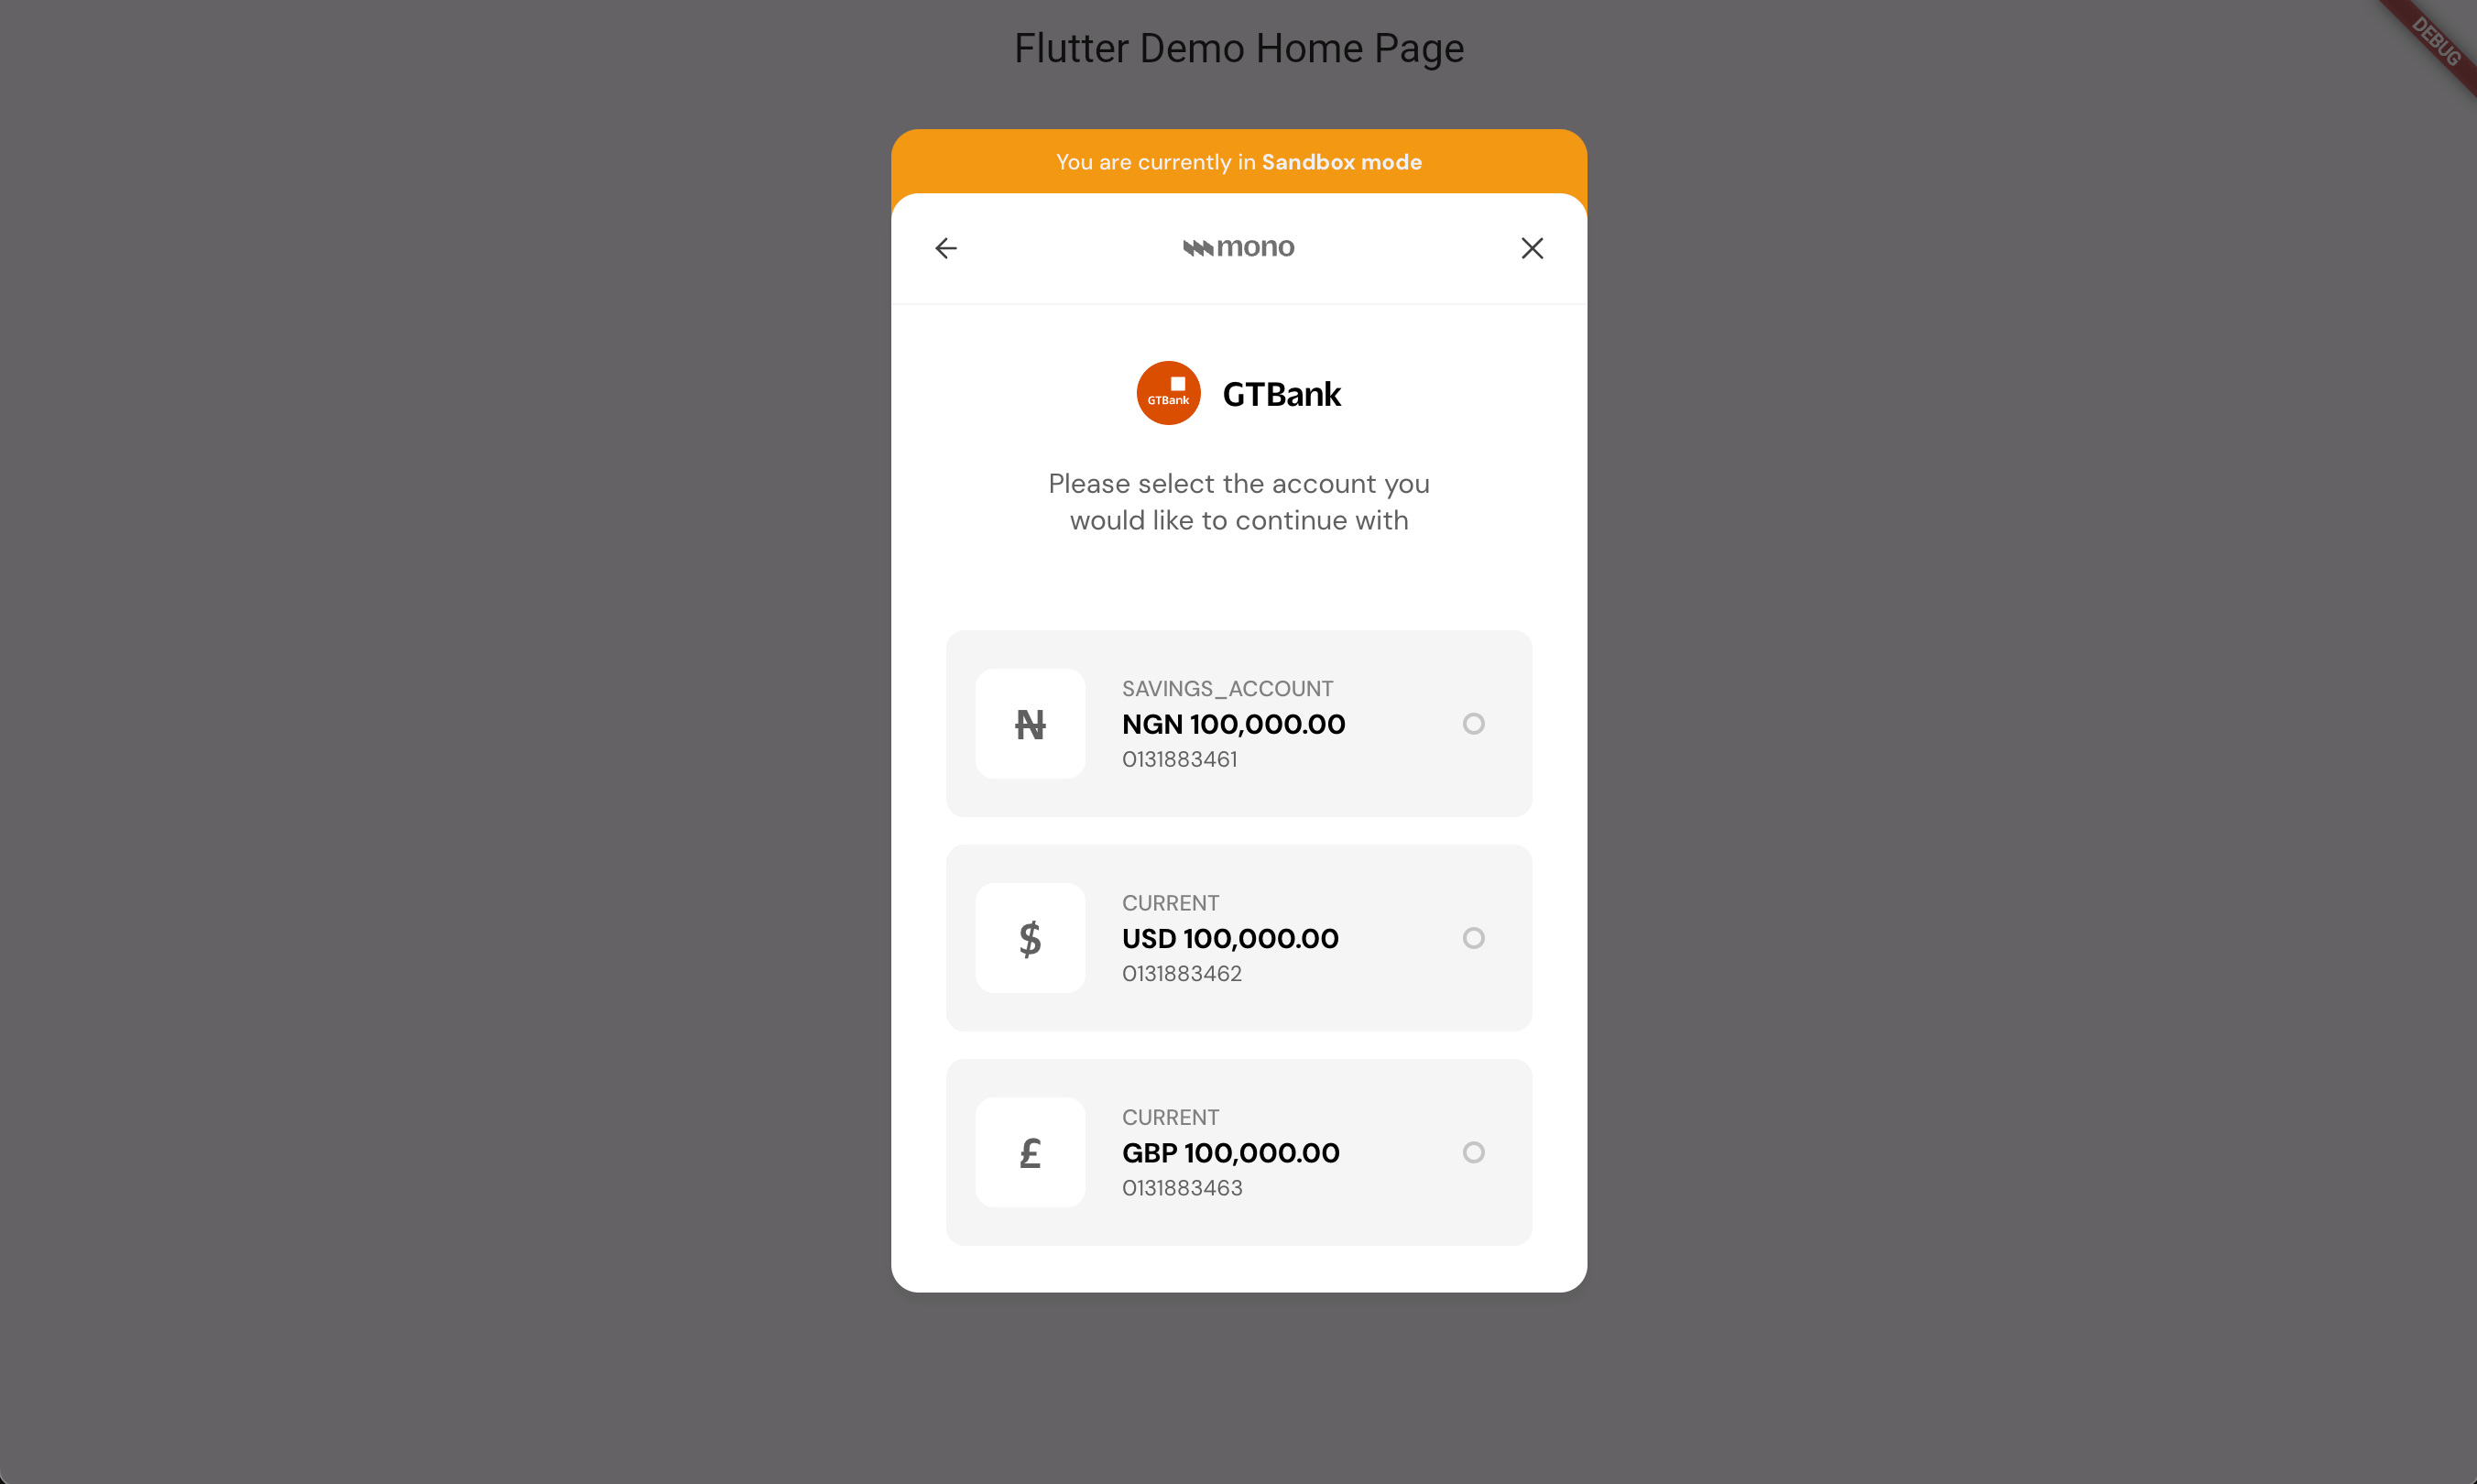 Flutter Demo Home Page
DEBUG
You are currently in Sandbox mode
mono
GTBank GTBank
Please select the account you
would like to continue with
₦
SAVINGS_ACCOUNT
NGN 100,000.00
0131883461
$
CURRENT
USD 100,000.00
0131883462
£
CURRENT
GBP 100,000.00
0131883463